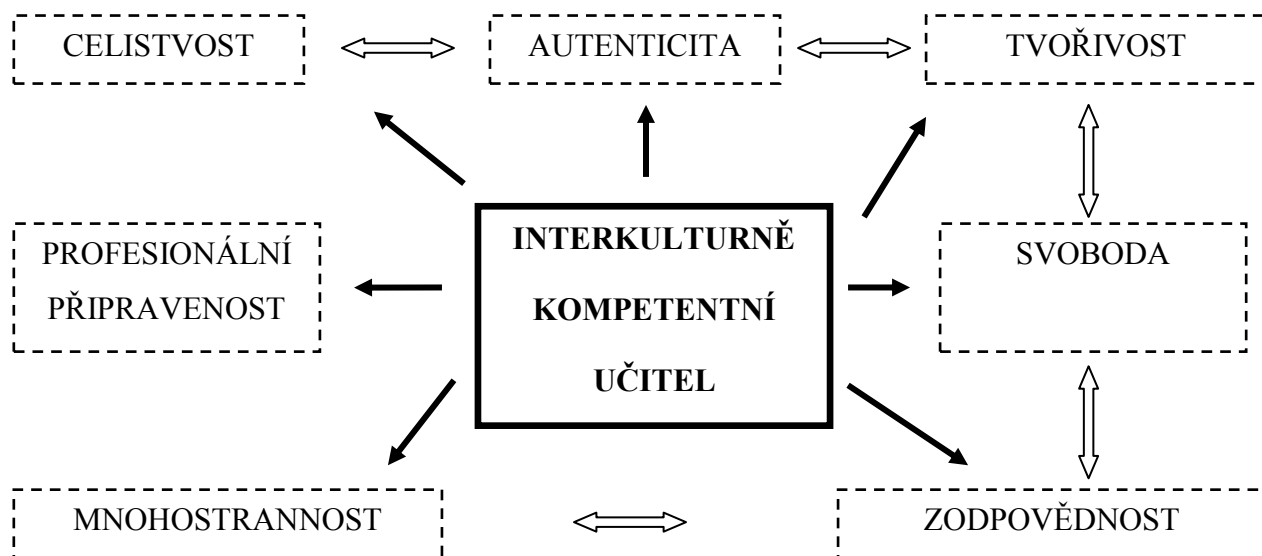 CELISTVOST
AUTENTICITA
TVOŘIVOST
PROFESIONÁLNÍ
PŘIPRAVENOST
INTERKULTURNĚ
KOMPETENTNÍ
UČITEL
SVOBODA
MNOHOSTRANNOST
ZODPOVĚDNOST